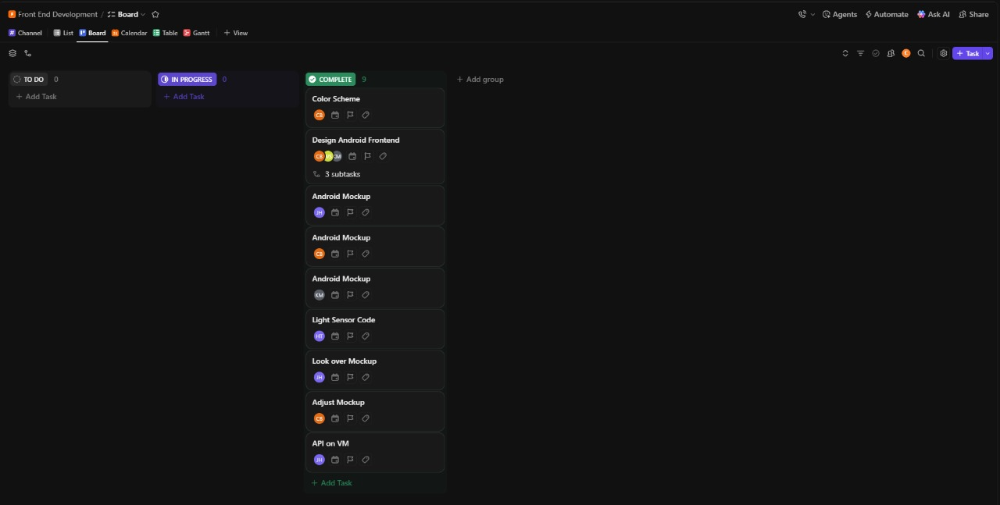 Front End Development / Board
Agents Automate Ask AI Share
Channel List Board Calendar Table Gantt + View
C + Task
TO DO 0
+ Add Task
IN PROGRESS 0
+ Add Task
COMPLETE 9
Color Scheme
CB
Design Android Frontend
CB
3 subtasks
Android Mockup
JH
Android Mockup
CB
Android Mockup
KM
Light Sensor Code
HT
Look over Mockup
JH
Adjust Mockup
CB
API on VM
JH
+ Add Task
+ Add group